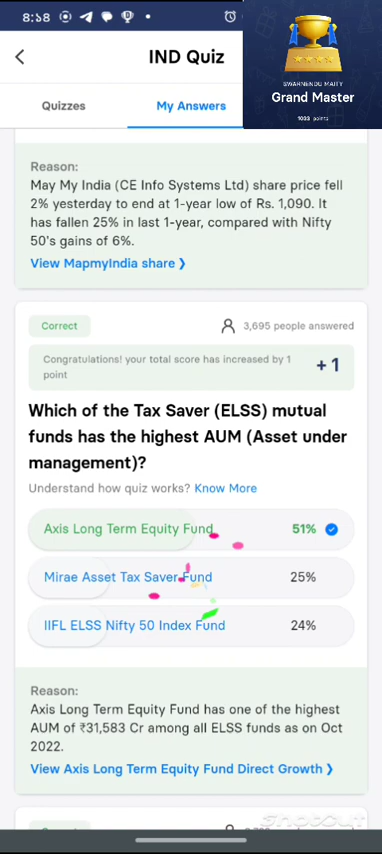 ৪:১৪
IND Quiz
SWARNENDU MAITY
Grand Master
1033 points
Quizzes
My Answers
Reason:
May My India (CE Info Systems Ltd) share price fell
2% yesterday to end at 1-year low of Rs. 1,090. It
has fallen 25% in last 1-year, compared with Nifty
50's gains of 6%.
View MapmyIndia share ❯
Correct
3,695 people answered
Congratulations! your total score has increased by 1
point
+1
Which of the Tax Saver (ELSS) mutual
funds has the highest AUM (Asset under
management)?
Understand how quiz works? Know More
Axis Long Term Equity Fund 51%
Mirae Asset Tax Saver Fund 25%
IIFL ELSS Nifty 50 Index Fund 24%
Reason:
Axis Long Term Equity Fund has one of the highest
AUM of ₹31,583 Cr among all ELSS funds as on Oct
2022.
View Axis Long Term Equity Fund Direct Growth ❯